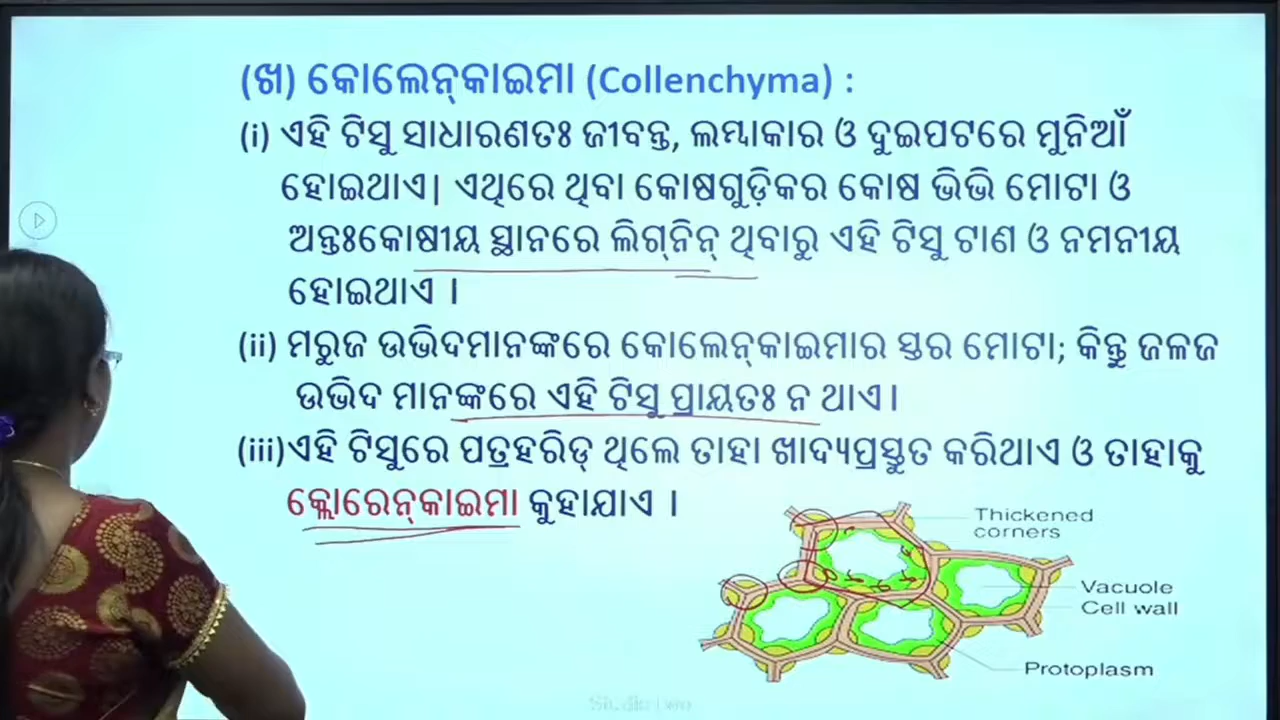 (ଖ) କୋଲେନ୍‌କାଇମା (Collenchyma) :
(i) ଏହି ଟିସୁ ସାଧାରଣତଃ ଜୀବନ୍ତ, ଲମ୍ବାକାର ଓ ଦୁଇପଟରେ ମୁନିଆଁ
ହୋଇଥାଏ| ଏଥିରେ ଥିବା କୋଷଗୁଡ଼ିକର କୋଷ ଭିଭି ମୋଟା ଓ
ଅନ୍ତଃକୋଷୀୟ ସ୍ଥାନରେ ଲିଗ୍‌ନିନ୍ ଥିବାରୁ ଏହି ଟିସୁ ଟାଣ ଓ ନମନୀୟ
ହୋଇଥାଏ ।
(ii) ମରୁଜ ଉଭିଦମାନଙ୍କରେ କୋଲେନ୍‌କାଇମାର ସ୍ତର ମୋଟା; କିନ୍ତୁ ଜଳଜ
ଉଭିଦ ମାନଙ୍କରେ ଏହି ଟିସୁ ପ୍ରାୟତଃ ନ ଥାଏ।
(iii)ଏହି ଟିସୁରେ ପତ୍ରହରିଡ୍ ଥିଲେ ତାହା ଖାଦ୍ୟପ୍ରସ୍ତୁତ କରିଥାଏ ଓ ତାହାକୁ
କ୍ଲୋରେନ୍‌କାଇମା କୁହାଯାଏ ।
Thickened
corners
Vacuole
Cell wall
Protoplasm